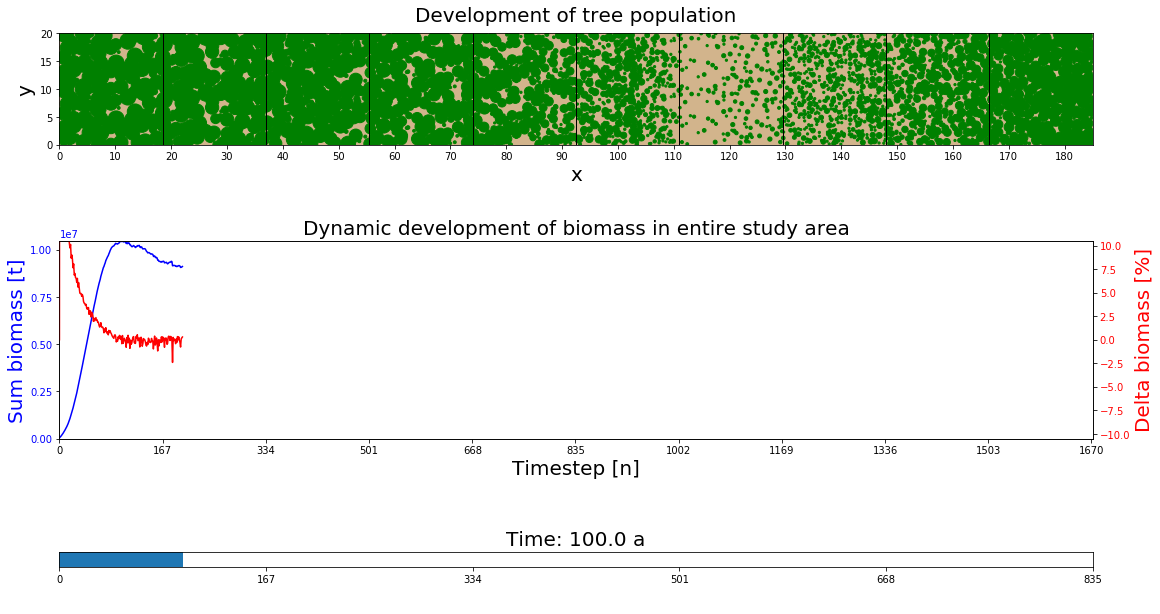 Development of tree population
20
15
10
5
0
y
0 10 20 30 40 50 60 70 80 90 100 110 120 130 140 150 160 170 180
x
Dynamic development of biomass in entire study area
1e7
1.00
0.75
0.50
0.25
0.00
Sum biomass [t]
10.0
7.5
5.0
2.5
0.0
−2.5
−5.0
−7.5
−10.0
Delta biomass [%]
0 167 334 501 668 835 1002 1169 1336 1503 1670
Timestep [n]
Time: 100.0 a
0 167 334 501 668 835